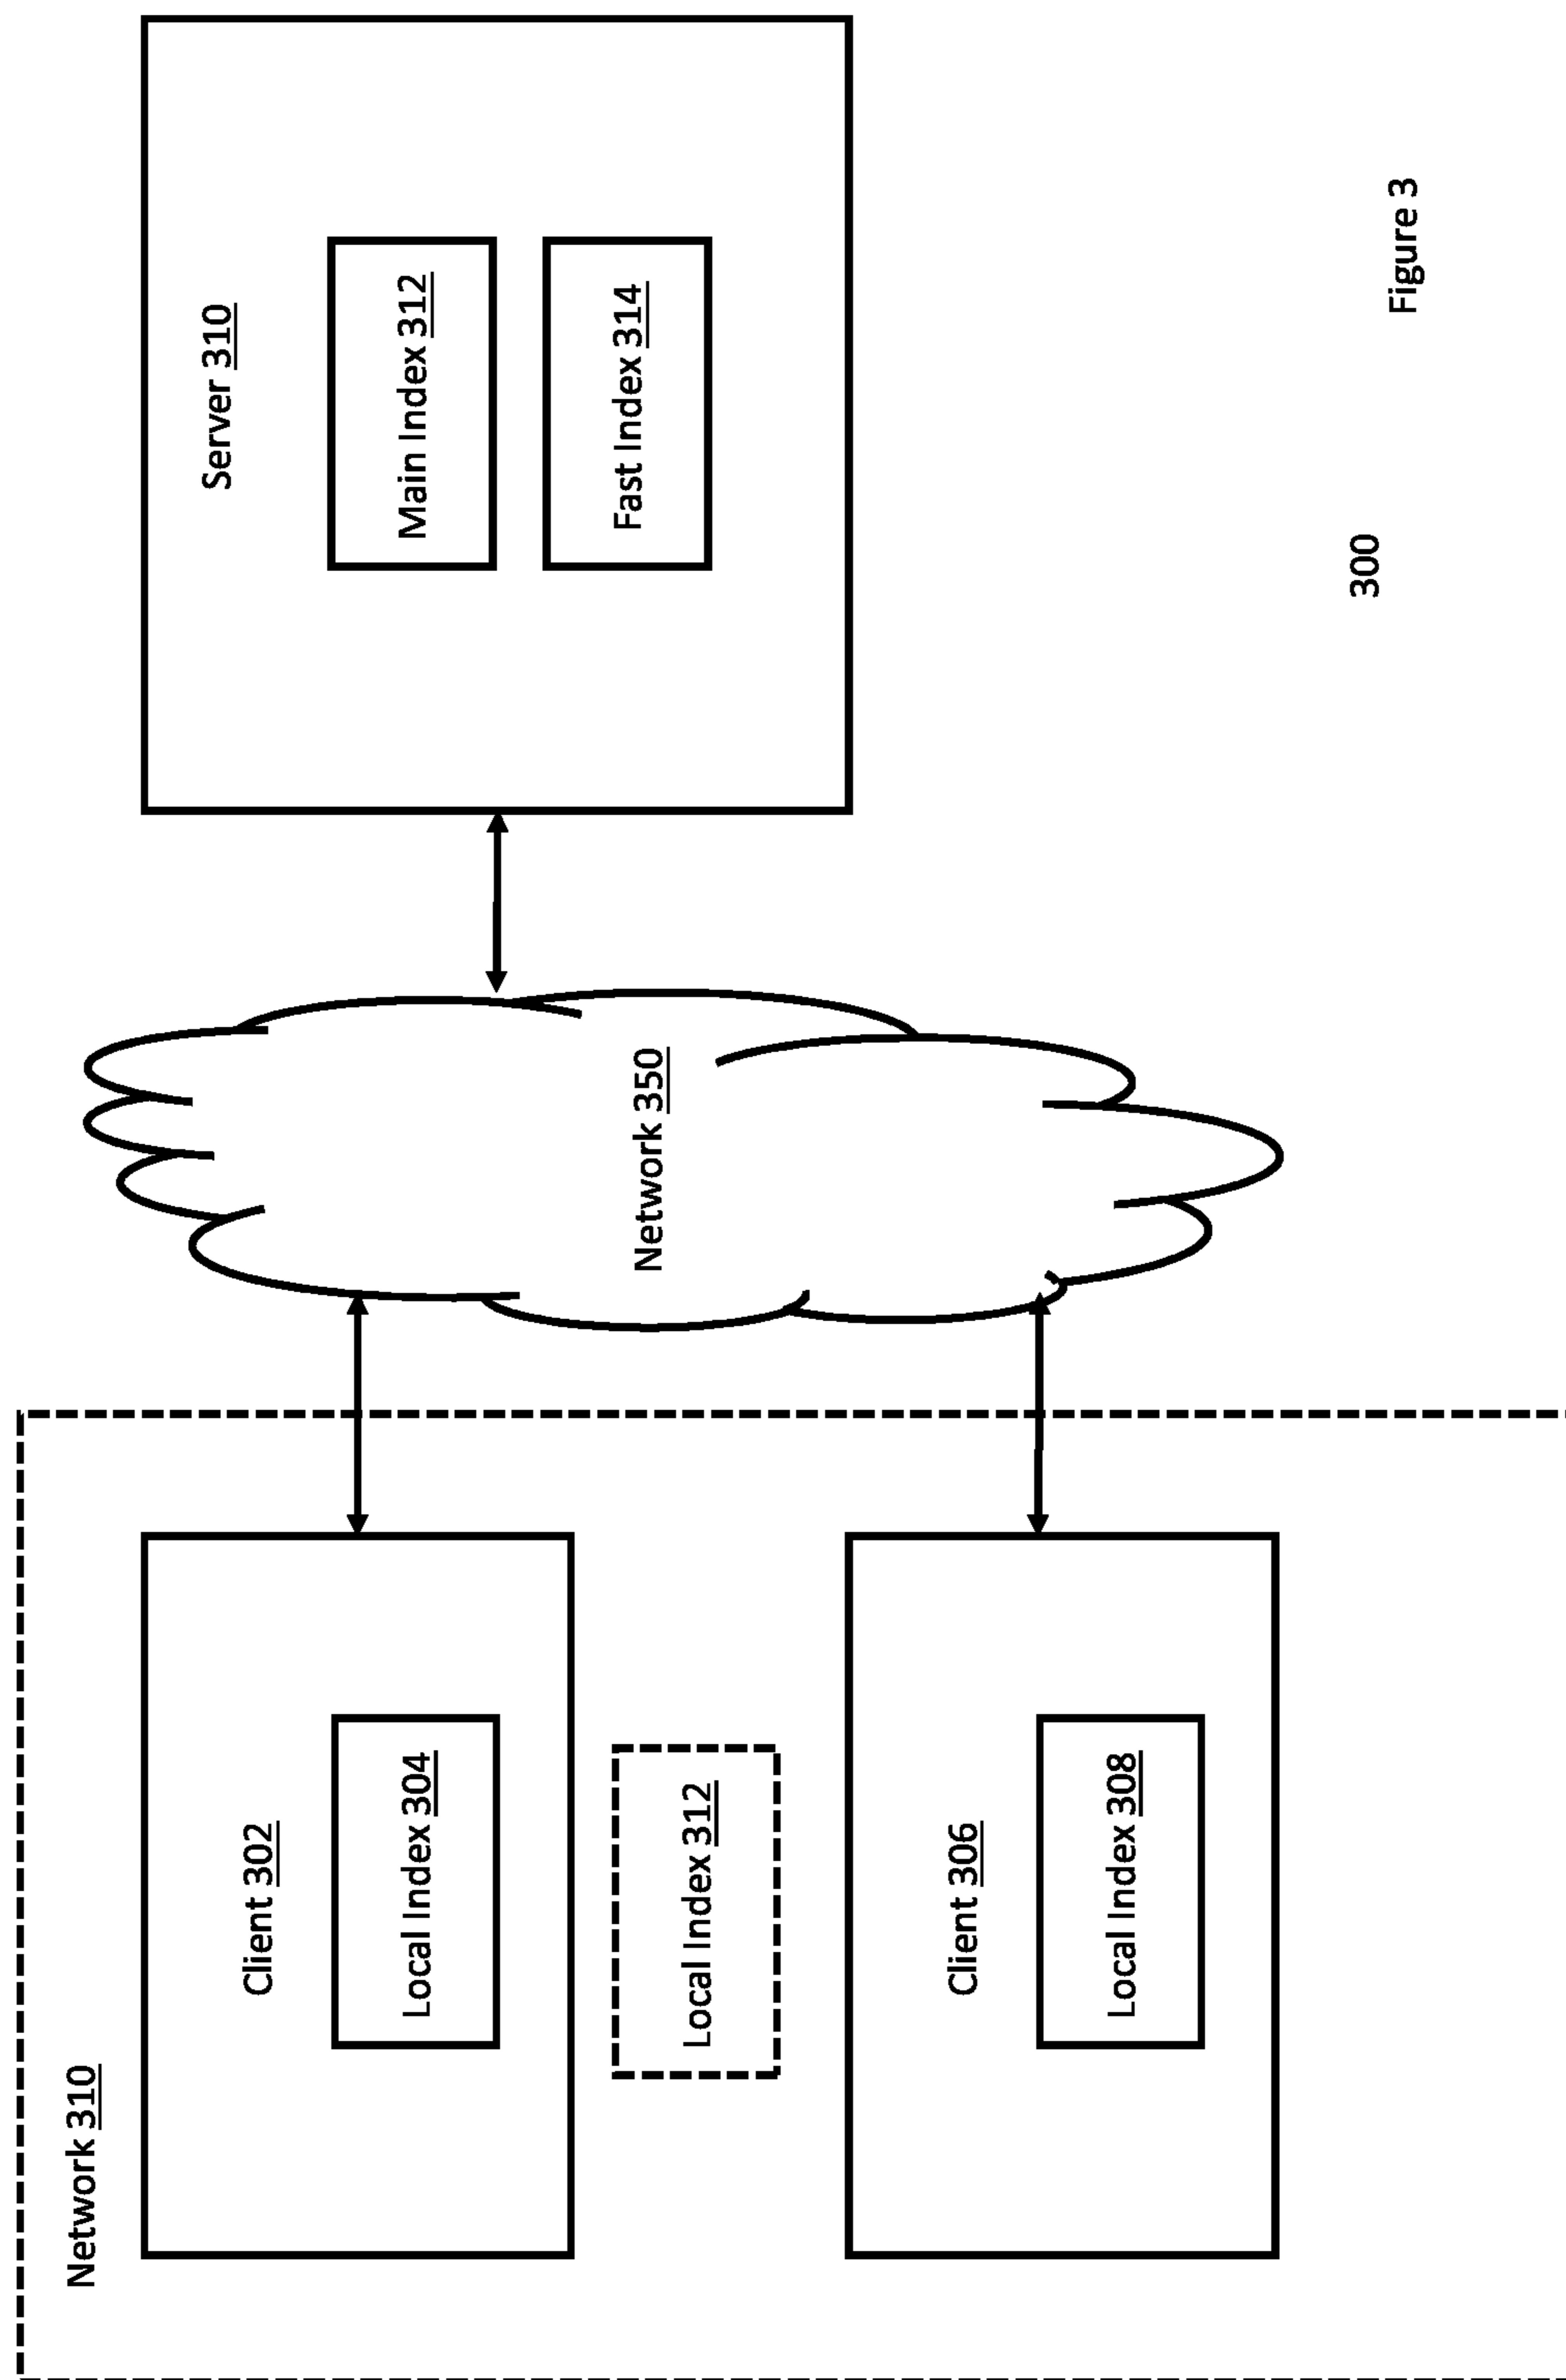 Network 310
Client 302
Local Index 304
Local Index 312
Client 306
Local Index 308
Network 350
Server 310
Main Index 312
Fast Index 314
300
Figure 3